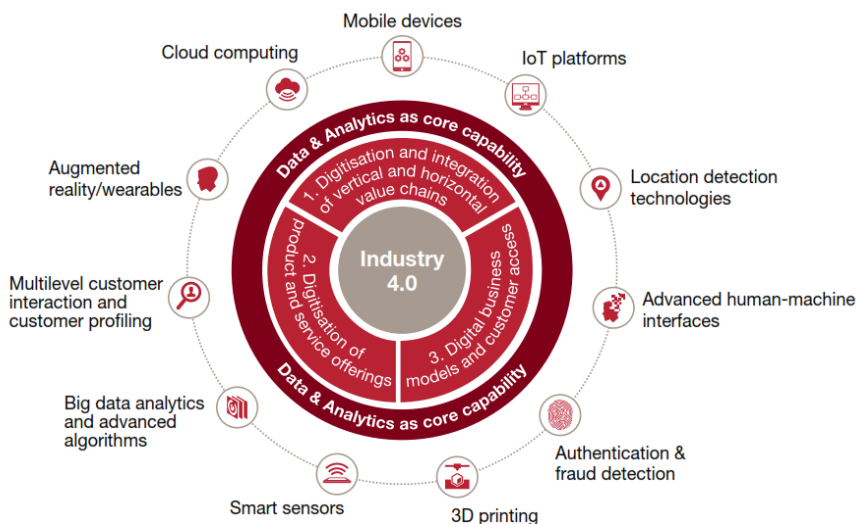 Mobile devices
Cloud computing
IoT platforms
Augmented
reality/wearables
Location detection
technologies
Multilevel customer
interaction and
customer profiling
Advanced human-machine
interfaces
Big data analytics
and advanced
algorithms
Authentication &
fraud detection
Smart sensors
3D printing
Data & Analytics as core capability
1. Digitisation and integration
of vertical and horizontal
value chains
2. Digitisation of
product and service offerings
3. Digital business
models and customer access
Industry
4.0
Data & Analytics as core capability